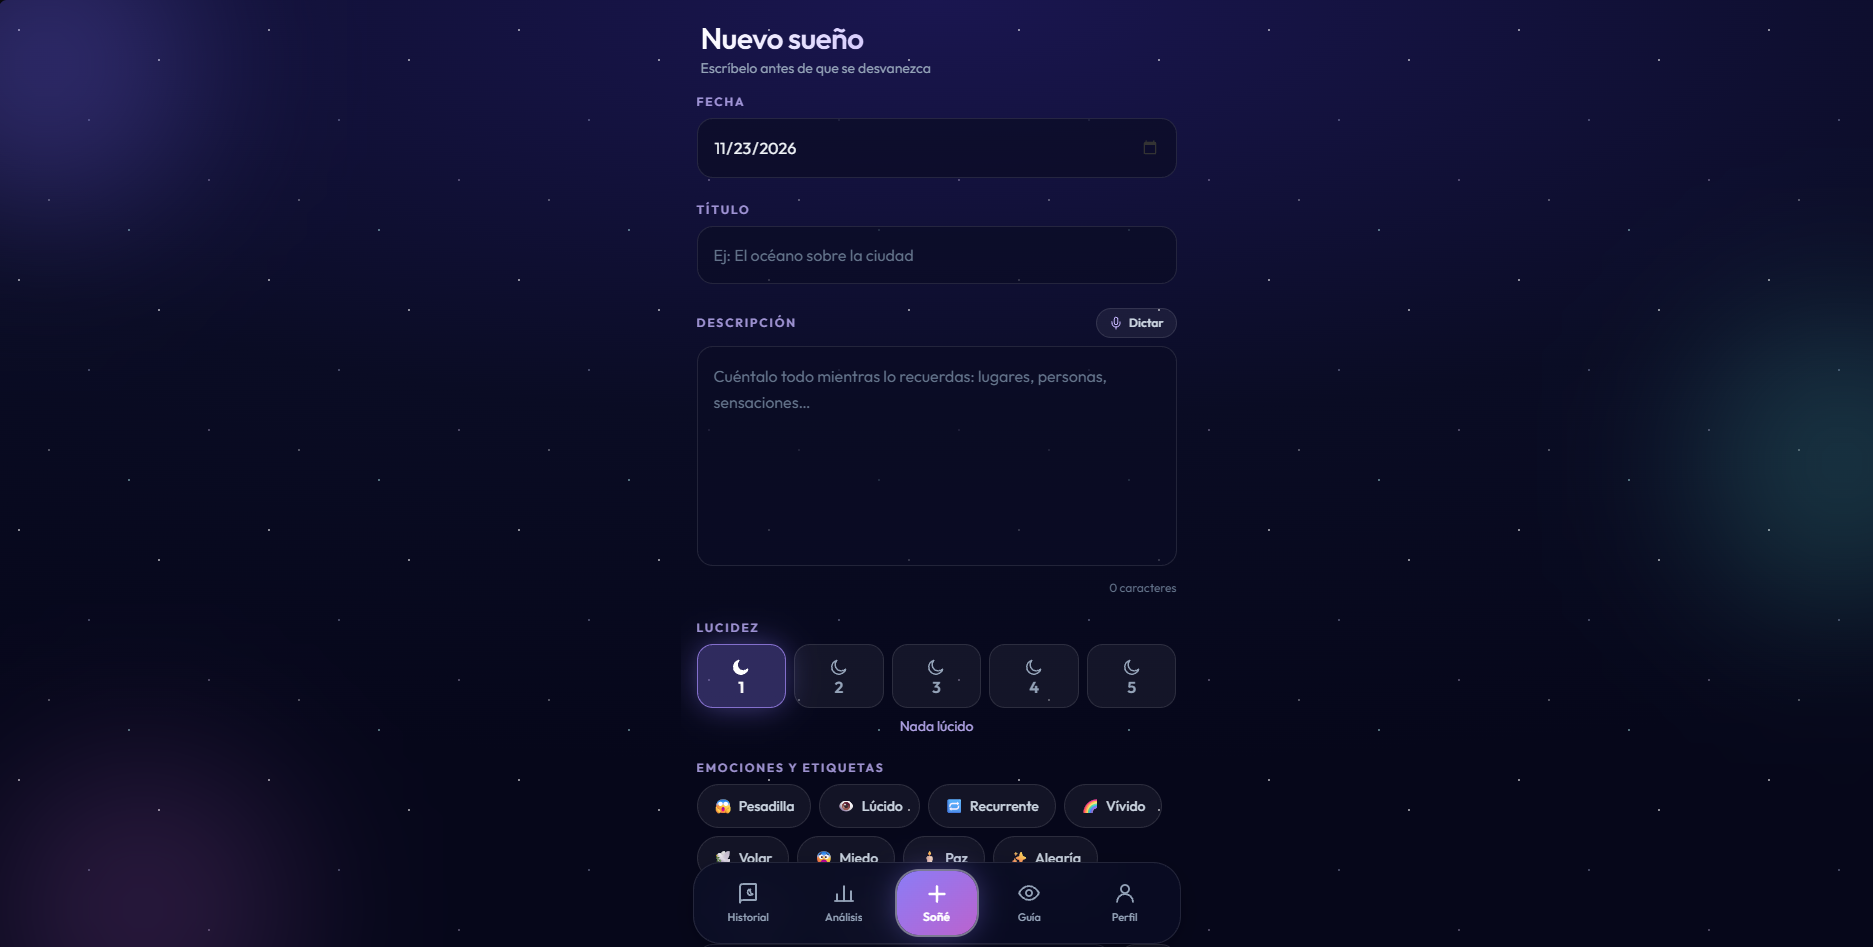 Nuevo sueño
Escríbelo antes de que se desvanezca
FECHA
11/23/2026
TÍTULO
Ej: El océano sobre la ciudad
DESCRIPCIÓN
Dictar
Cuéntalo todo mientras lo recuerdas: lugares, personas,
sensaciones...
0 caracteres
LUCIDEZ
1 2 3 4 5
Nada lúcido
EMOCIONES Y ETIQUETAS
Pesadilla Lúcido Recurrente Vívido
Volar Miedo Paz Alegría
Historial Análisis Soñé Guía Perfil